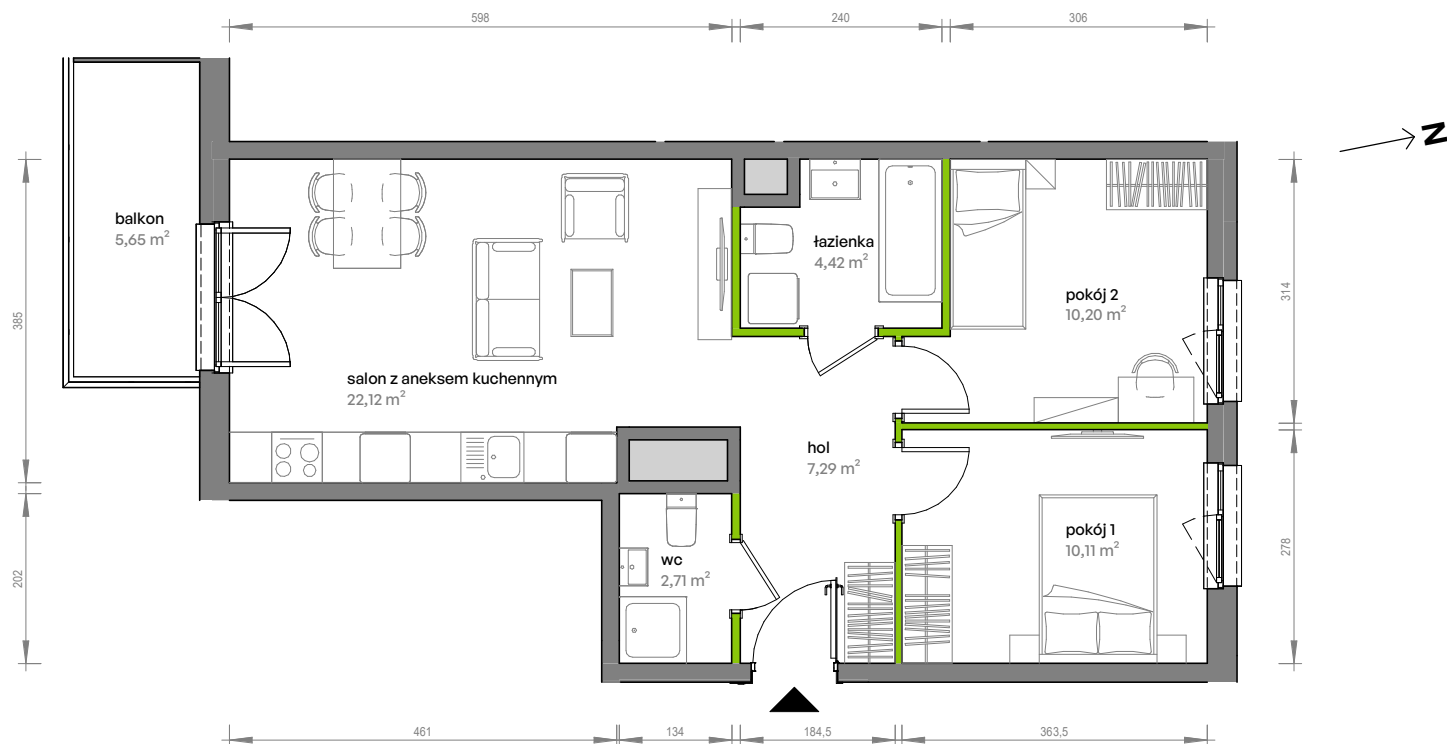 598
240
306
N
balkon
5,65 m²
łazienka
4,42 m²
pokój 2
10,20 m²
314
385
salon z aneksem kuchennym
22,12 m²
hol
7,29 m²
pokój 1
10,11 m²
278
wc
2,71 m²
202
461
134
184,5
363,5